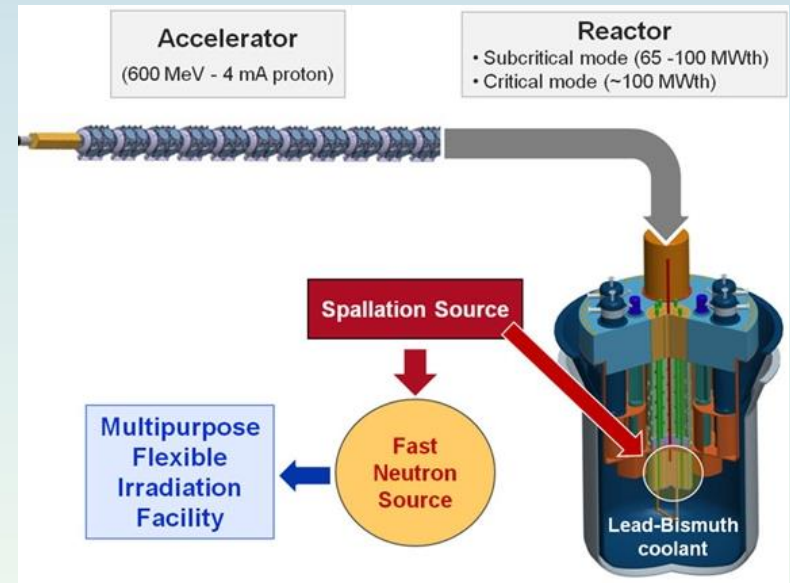 Accelerator
(600 MeV - 4 mA proton)
Reactor
• Subcritical mode (65 -100 MWth)
• Critical mode (~100 MWth)
Spallation Source
Multipurpose
Flexible
Irradiation
Facility
Fast
Neutron
Source
Lead-Bismuth
coolant